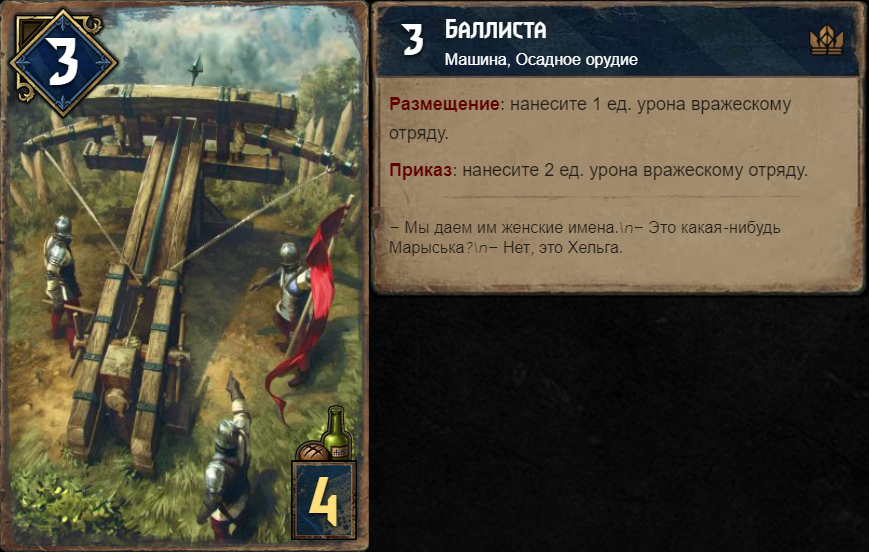 3
3 Баллиста
Машина, Осадное орудие
Размещение: нанесите 1 ед. урона вражескому
отряду.
Приказ: нанесите 2 ед. урона вражескому отряду.
– Мы даем им женские имена.\n– Это какая-нибудь
Марыська?\n– Нет, это Хельга.
4